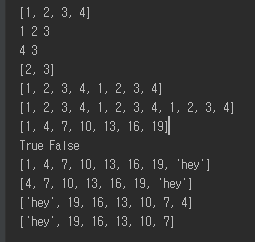 [1, 2, 3, 4]
1 2 3
4 3
[2, 3]
[1, 2, 3, 4, 1, 2, 3, 4]
[1, 2, 3, 4, 1, 2, 3, 4, 1, 2, 3, 4]
[1, 4, 7, 10, 13, 16, 19]
True False
[1, 4, 7, 10, 13, 16, 19, 'hey']
[4, 7, 10, 13, 16, 19, 'hey']
['hey', 19, 16, 13, 10, 7, 4]
['hey', 19, 16, 13, 10, 7]